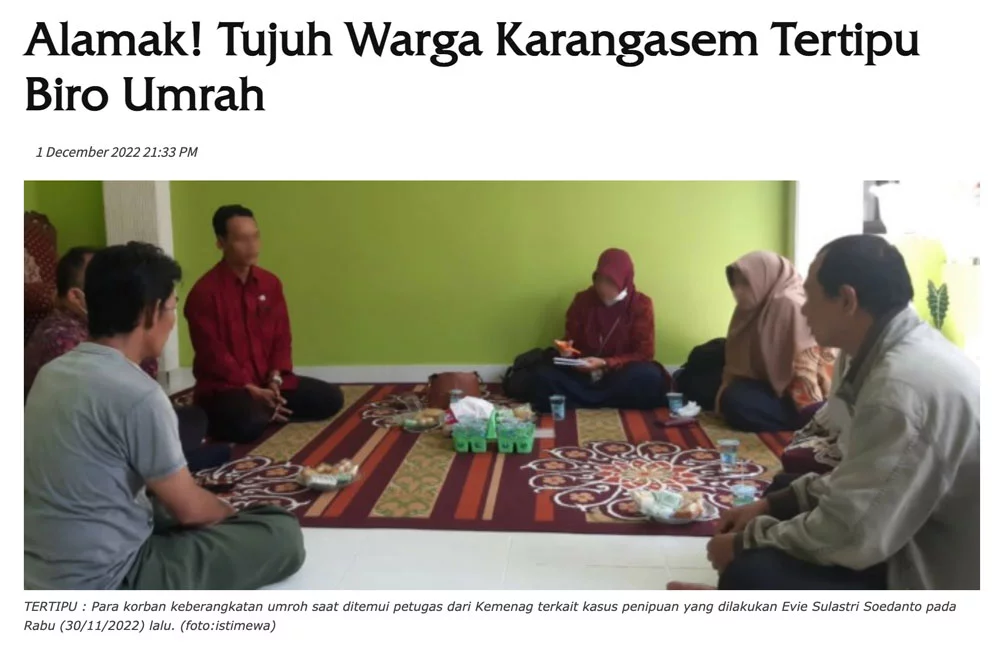 Alamak! Tujuh Warga Karangasem Tertipu
Biro Umrah
1 December 2022 21:33 PM
TERTIPU : Para korban keberangkatan umroh saat ditemui petugas dari Kemenag terkait kasus penipuan yang dilakukan Evie Sulastri Soedanto pada
Rabu (30/11/2022) lalu. (foto:istimewa)